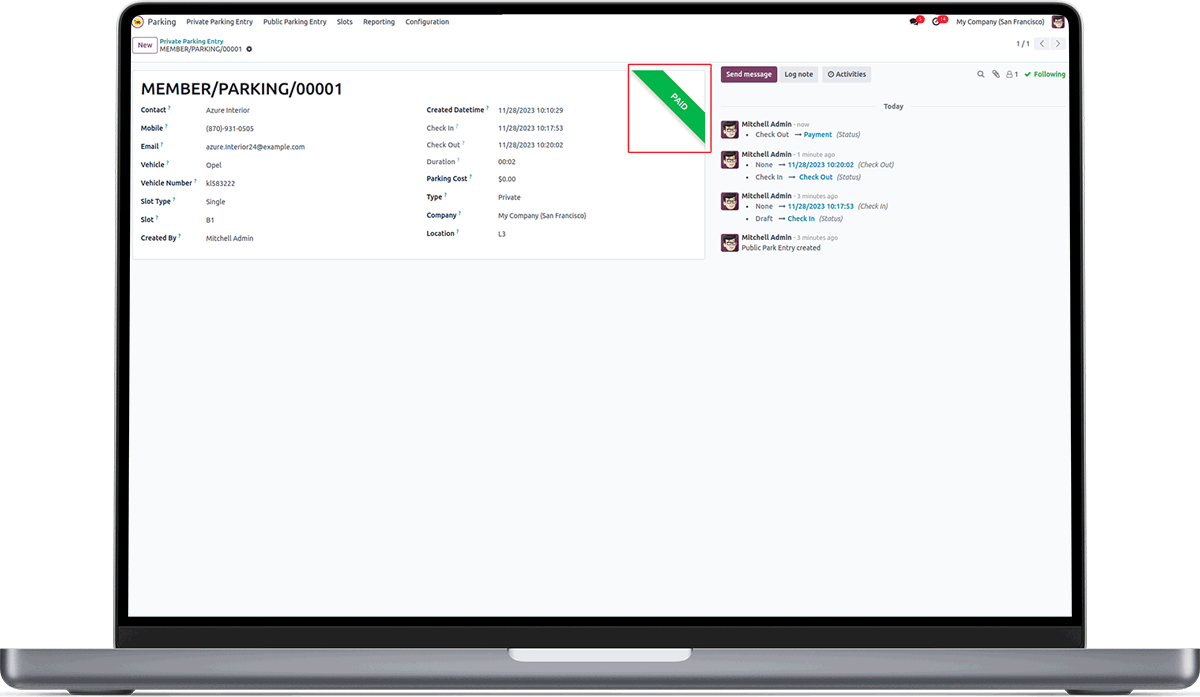 Parking Private Parking Entry Public Parking Entry Slots Reporting Configuration 5 14 My Company (San Francisco)
New Private Parking Entry
MEMBER/PARKING/00001
1 / 1
MEMBER/PARKING/00001
Contact ? Azure Interior
Mobile ? (870)-931-0505
Email ? azure.Interior24@example.com
Vehicle ? Opel
Vehicle Number ? kl583222
Slot Type ? Single
Slot ? B1
Created By ? Mitchell Admin
Created Datetime ? 11/28/2023 10:10:29
Check In ? 11/28/2023 10:17:53
Check Out ? 11/28/2023 10:20:02
Duration ? 00:02
Parking Cost ? $0.00
Type ? Private
Company ? My Company (San Francisco)
Location ? L3
PAID
Send message Log note Activities 1 Following
Today
Mitchell Admin - now
• Check Out → Payment (Status)
Mitchell Admin - 1 minute ago
• None → 11/28/2023 10:20:02 (Check Out)
• Check In → Check Out (Status)
Mitchell Admin - 3 minutes ago
• None → 11/28/2023 10:17:53 (Check In)
• Draft → Check In (Status)
Mitchell Admin - 3 minutes ago
Public Park Entry created